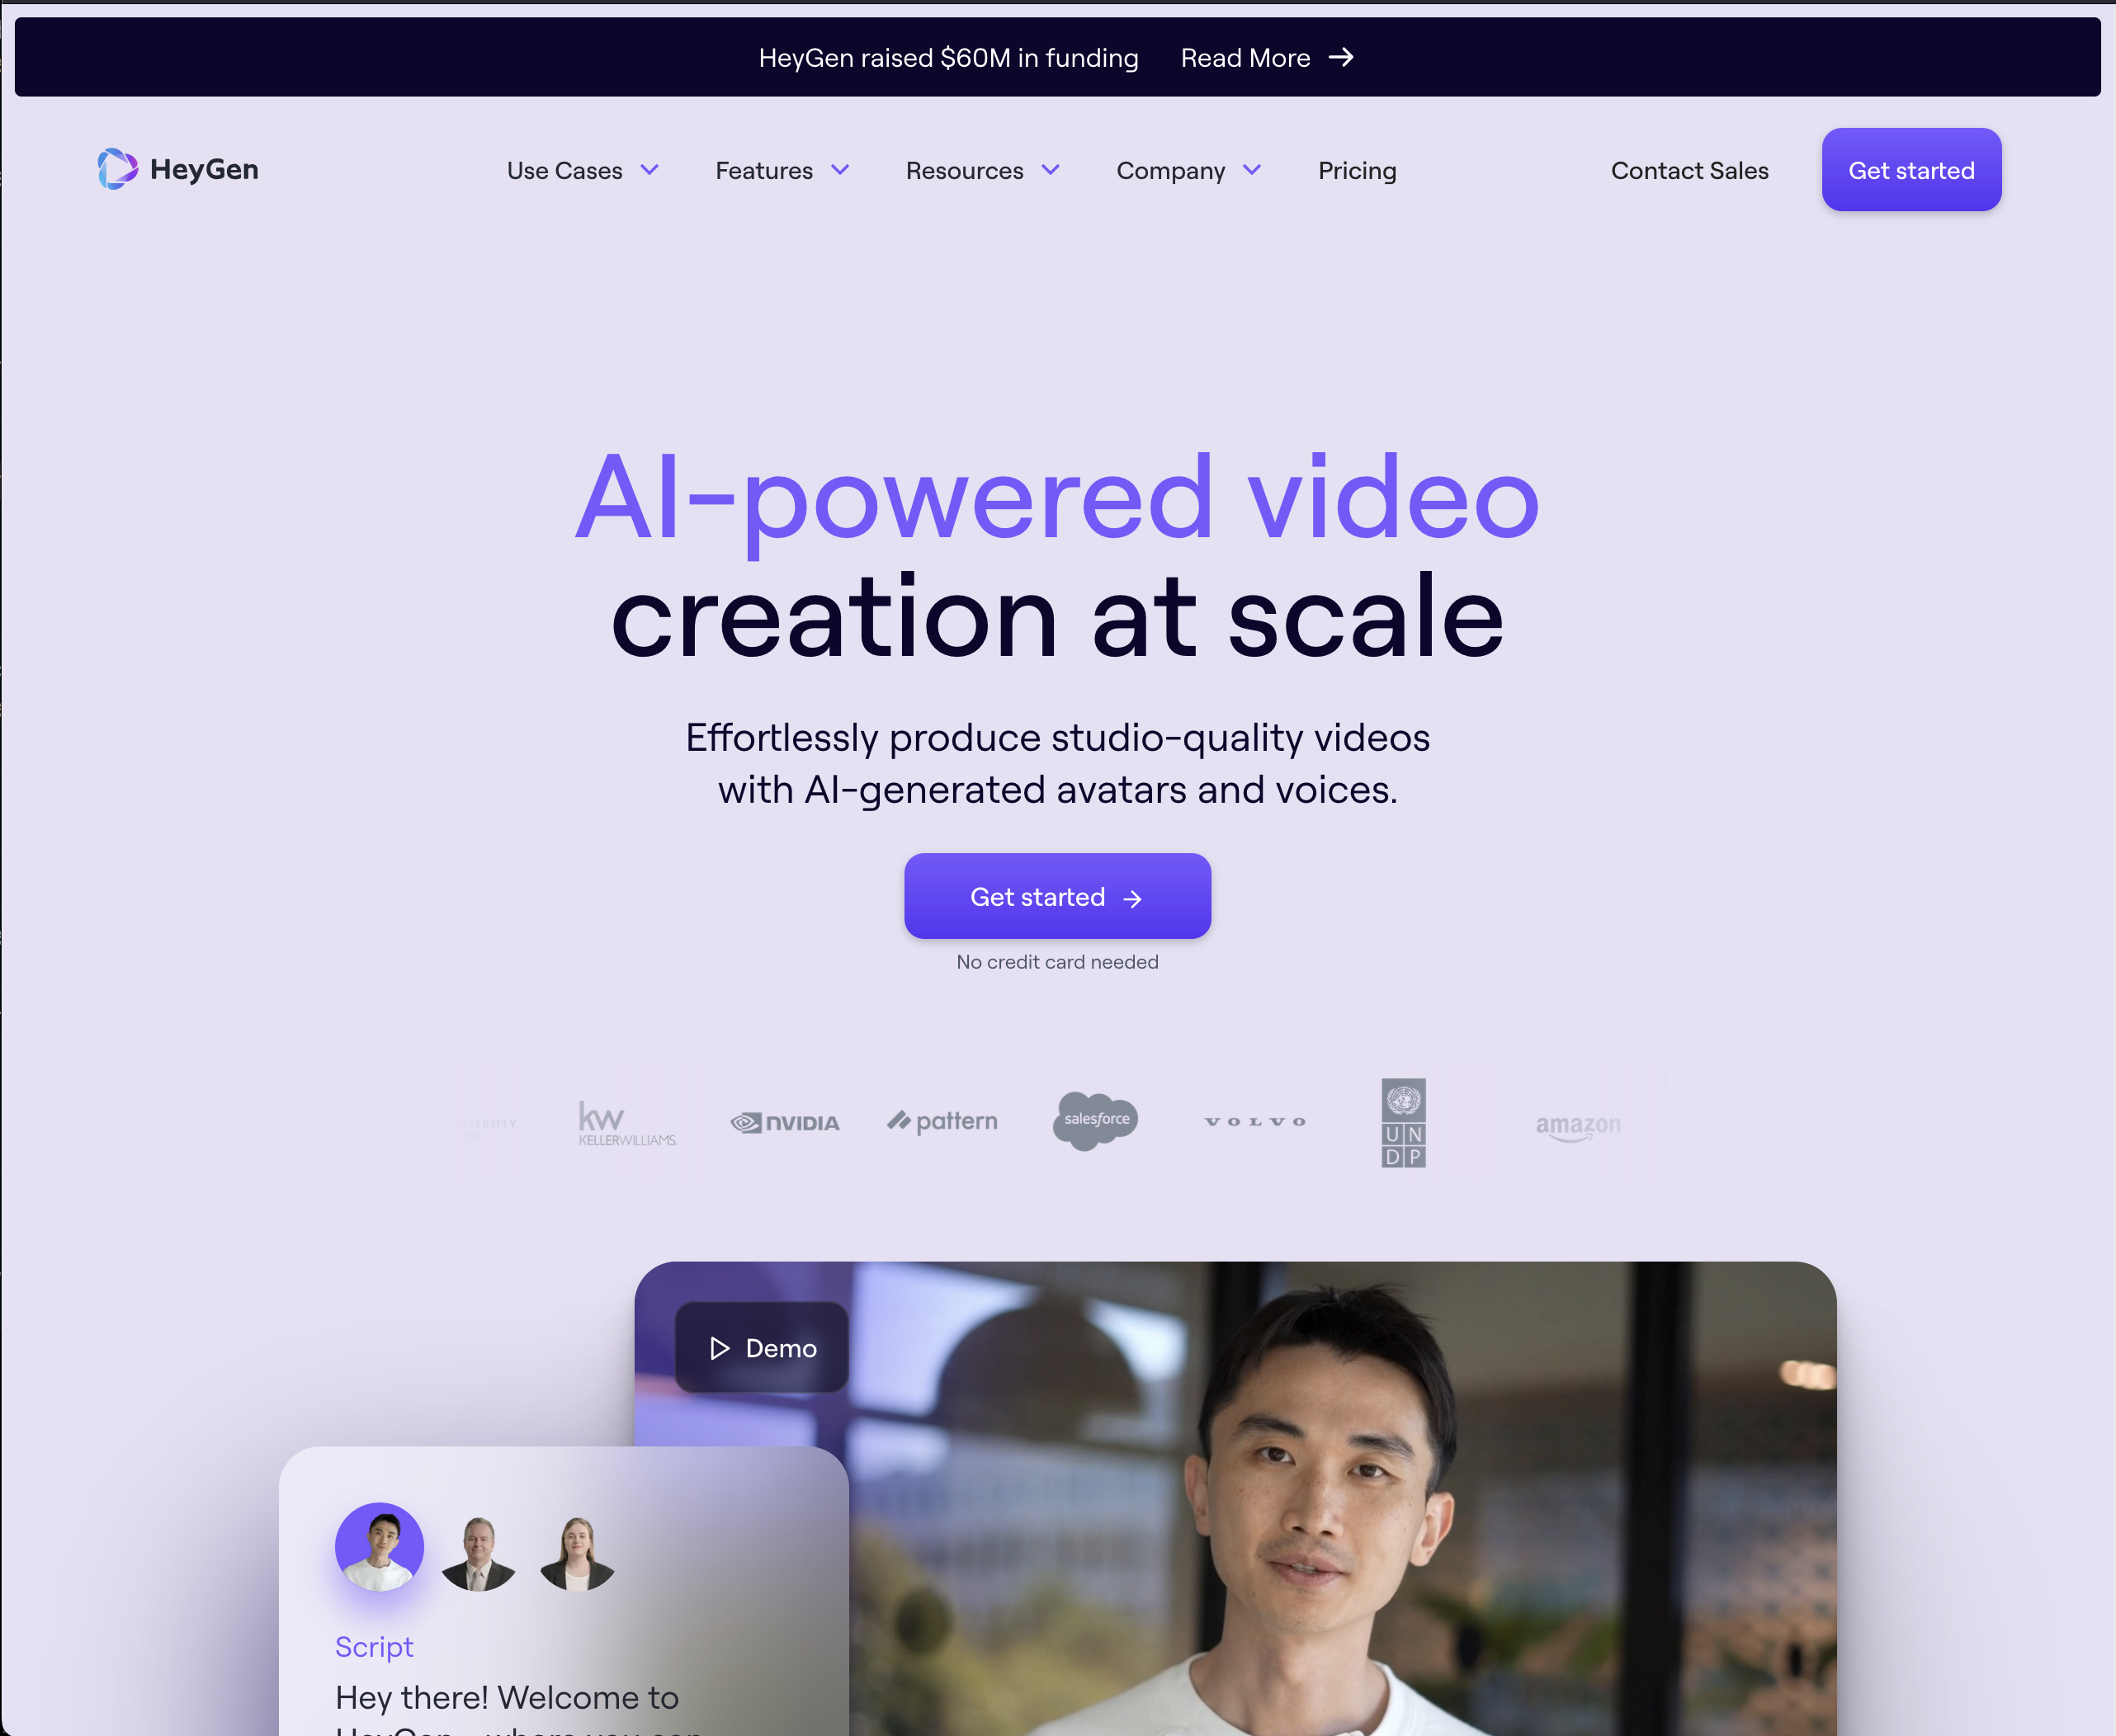 HeyGen raised $60M in funding Read More
HeyGen
Use Cases
Features
Resources
Company
Pricing
Contact Sales
Get started
AI-powered video
creation at scale
Effortlessly produce studio-quality videos
with AI-generated avatars and voices.
Get started
No credit card needed
kw
KELLERWILLIAMS.
NVIDIA
pattern
salesforce
VOLVO
UN
DP
amazon
Demo
Script
Hey there! Welcome to